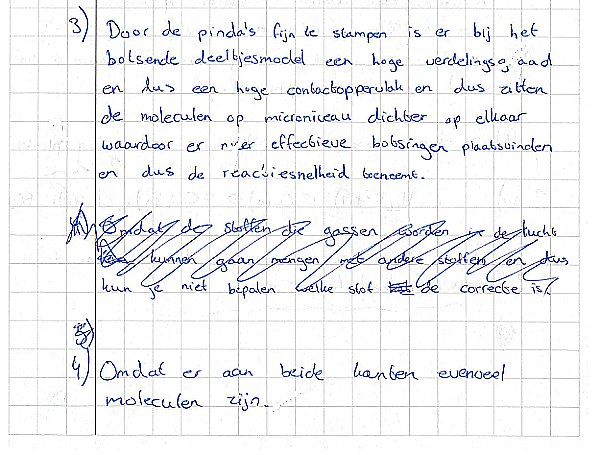 3) Door de pinda's fijn te stampen is er bij het
botsende deeltjesmodel een hoge verdelingsgraad
en dus een hoge contactoppervlak en dus zitten
de moleculen op microniveau dichter op elkaar
waardoor er meer effectieve botsingen plaatsvinden
en dus de reactiesnelheid toeneemt.
Omdat de stoffen die gassen worden in de lucht
kunnen gaan mengen met andere stoffen en dus
kun je niet bepalen welke stof de correcte is.
4) Omdat er aan beide kanten evenveel
moleculen zijn.